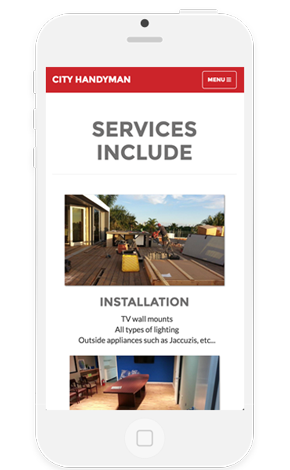 CITY HANDYMAN
MENU
SERVICES
INCLUDE
INSTALLATION
TV wall mounts
All types of lighting
Outside appliances such as Jaccuzis, etc...